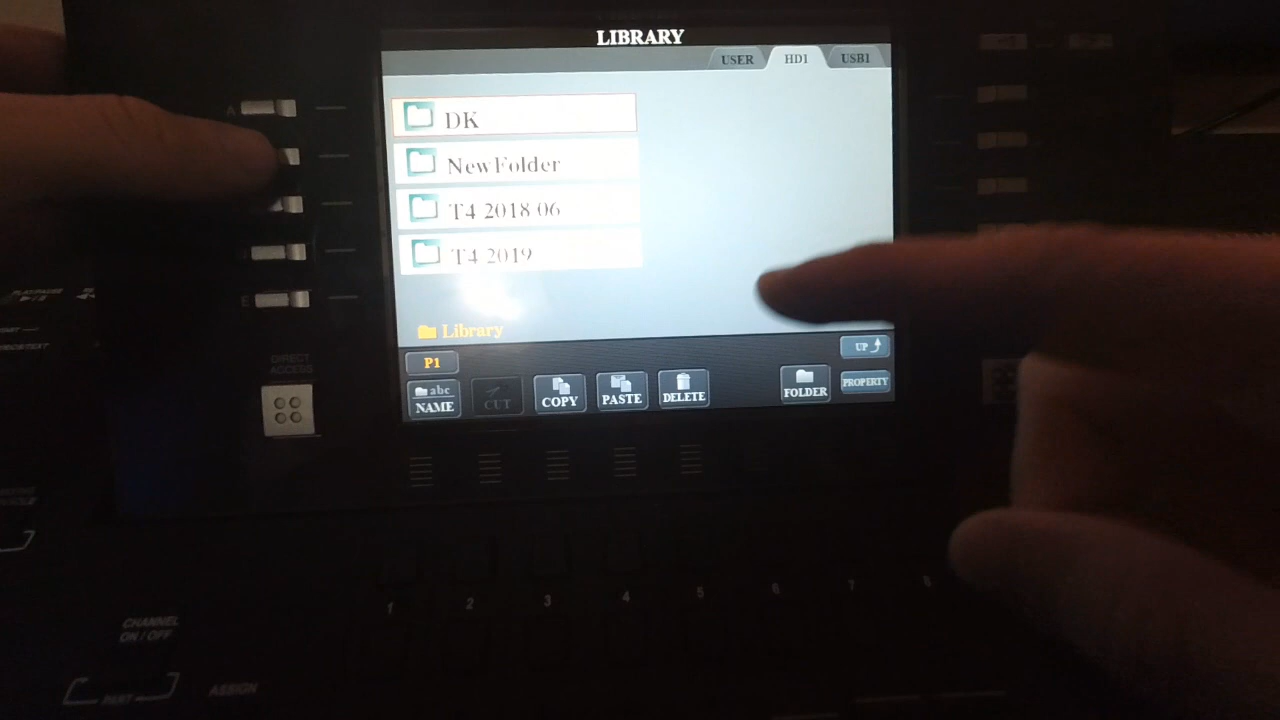 LIBRARY
USER
HD1
USB1
A
DK
NewFolder
T4 2018 06
T4 2019
E
Library
P1
UP
abc
NAME
CUT
COPY
PASTE
DELETE
FOLDER
PROPERTY
DIRECT
ACCESS
1 2 3 4 5 6 7 8
CHANNEL
ON / OFF
PART
ASSIGN